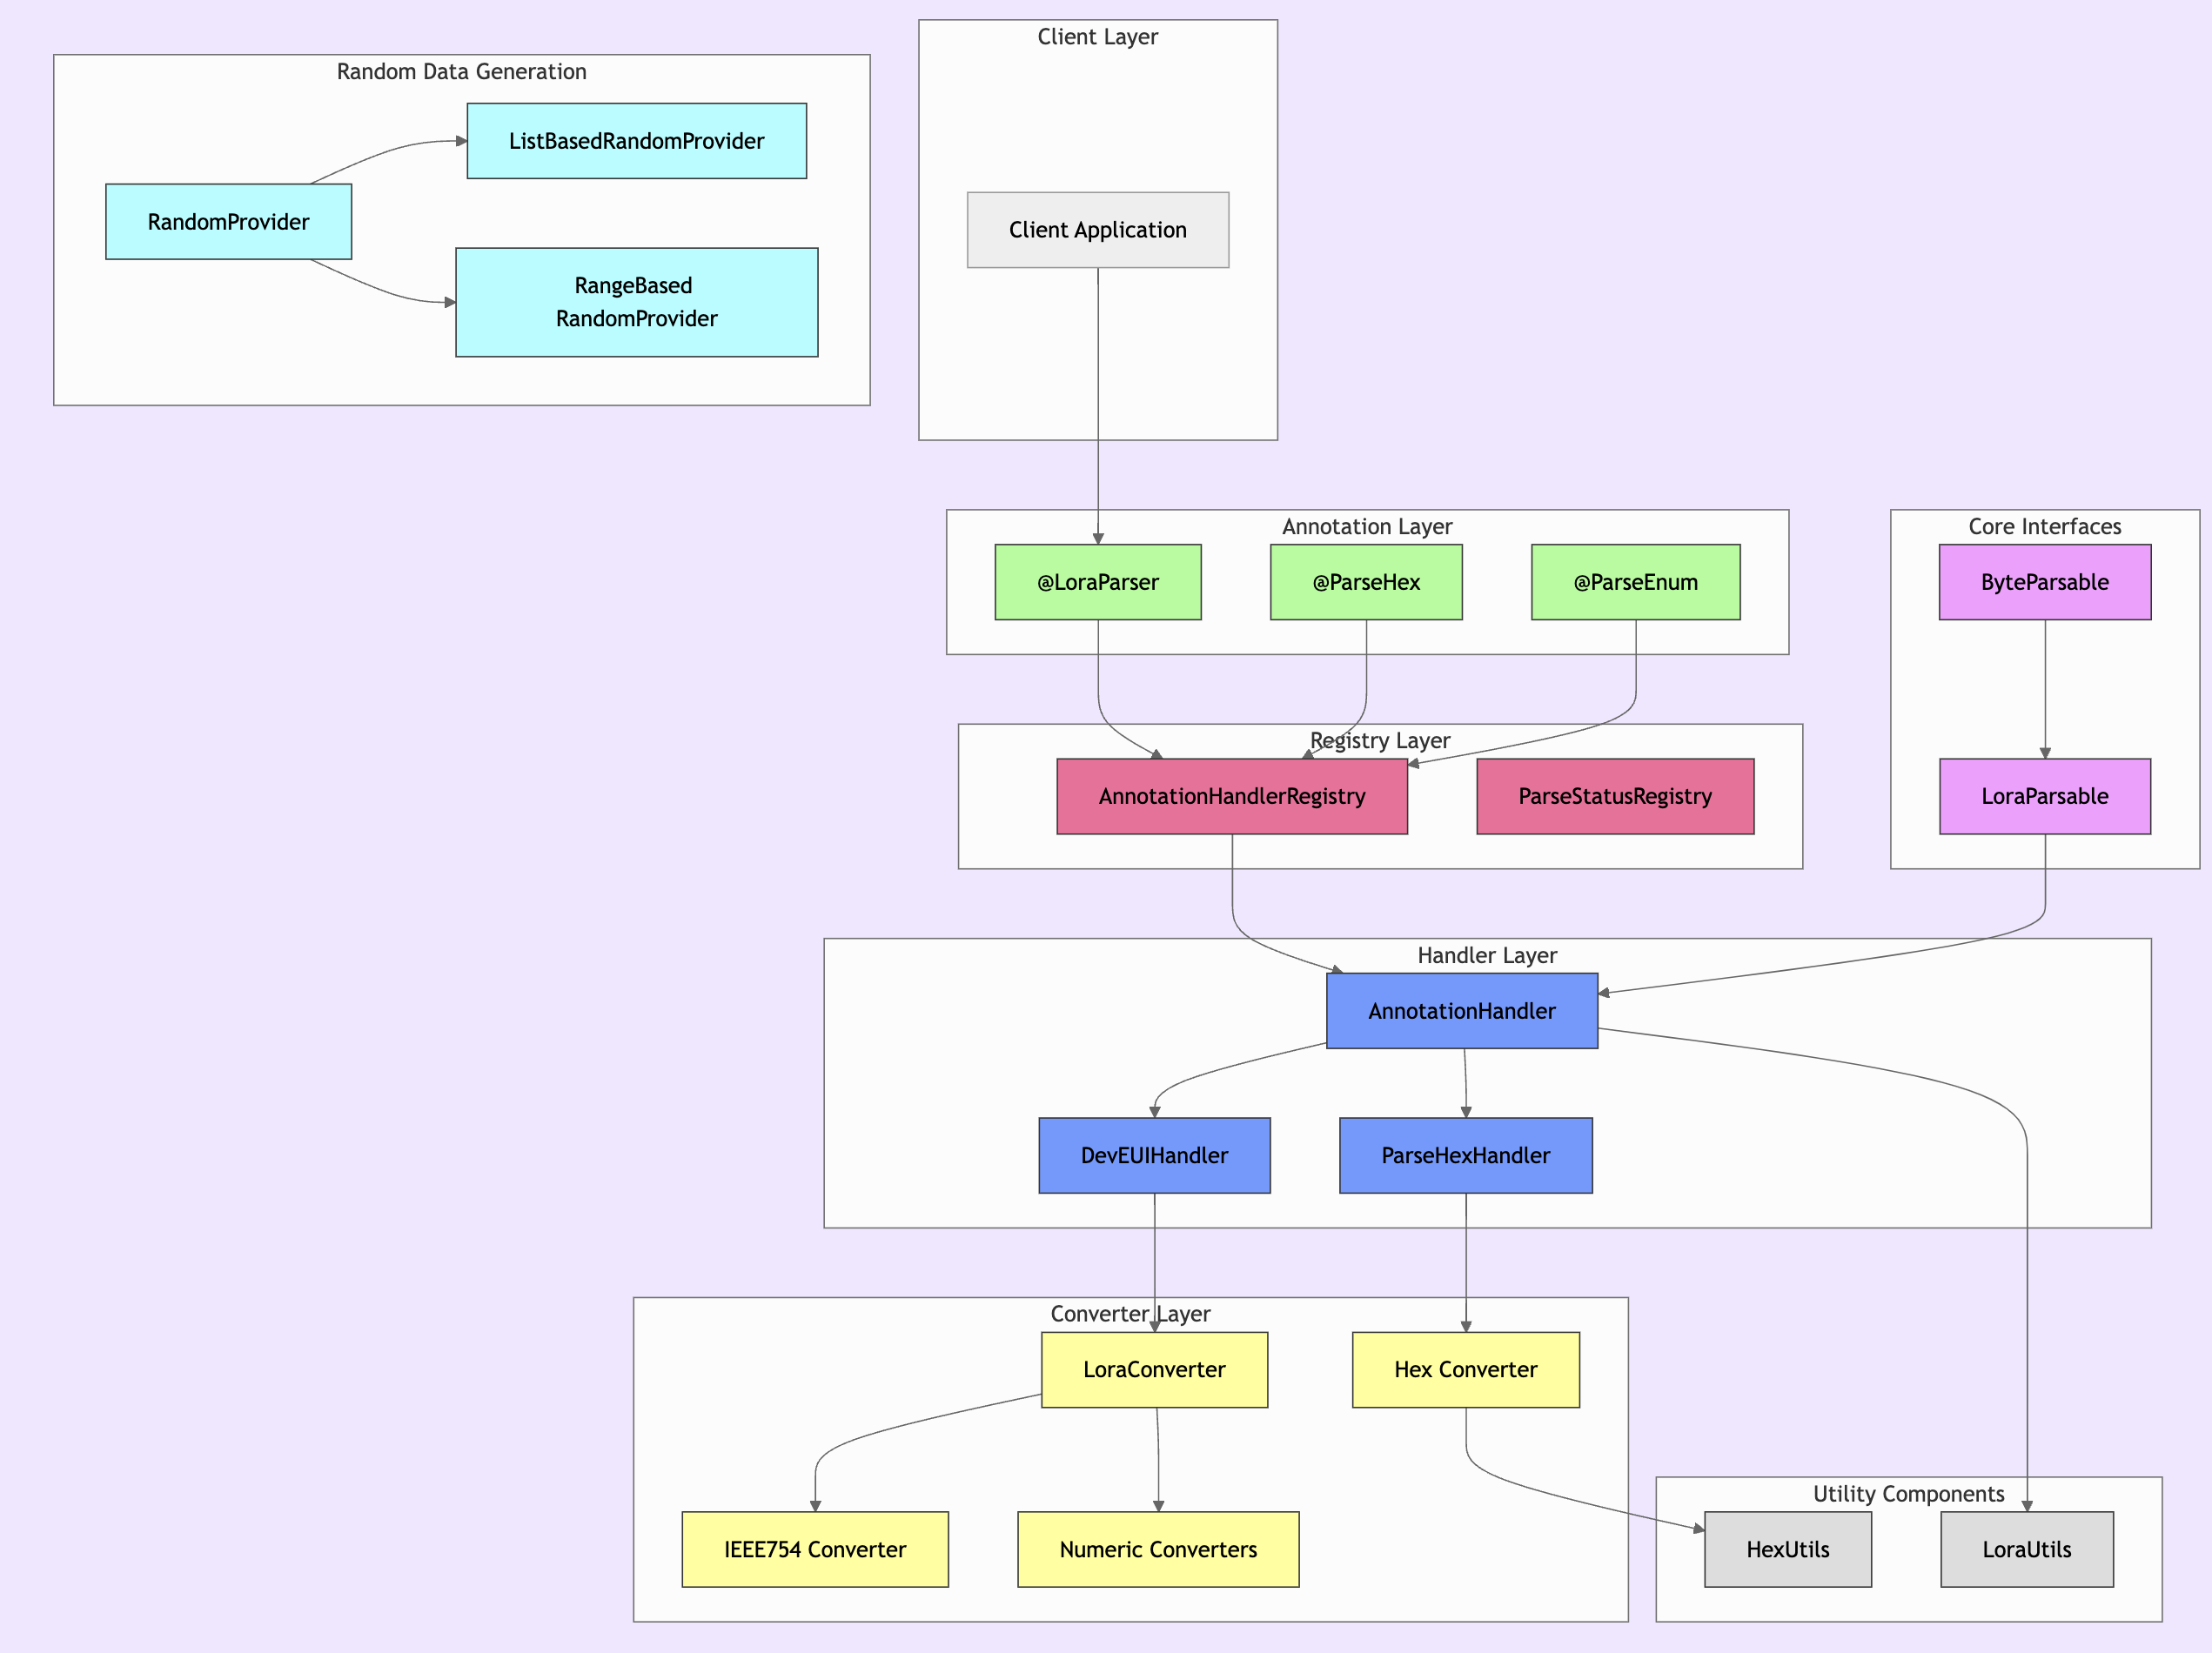 Random Data Generation
ListBasedRandomProvider
RandomProvider
RangeBased
RandomProvider
Client Layer
Client Application
Annotation Layer
@LoraParser
@ParseHex
@ParseEnum
Core Interfaces
ByteParsable
LoraParsable
Registry Layer
AnnotationHandlerRegistry
ParseStatusRegistry
Handler Layer
AnnotationHandler
DevEUIHandler
ParseHexHandler
Converter Layer
LoraConverter
Hex Converter
IEEE754 Converter
Numeric Converters
Utility Components
HexUtils
LoraUtils